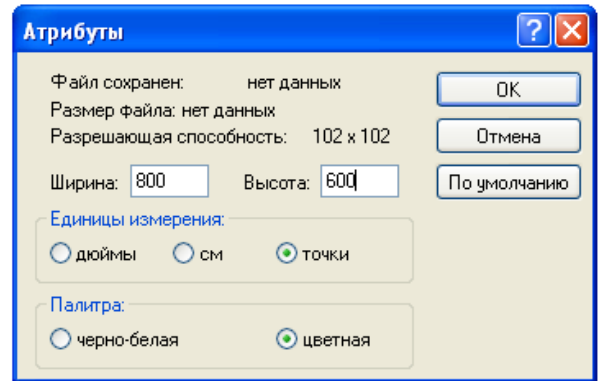 Атрибуты
Файл сохранен: нет данных
Размер файла: нет данных
Разрешающая способность: 102 x 102
Ширина: 800 Высота: 600
Единицы измерения:
дюймы см точки
Палитра:
черно-белая цветная
OK
Отмена
По умолчанию